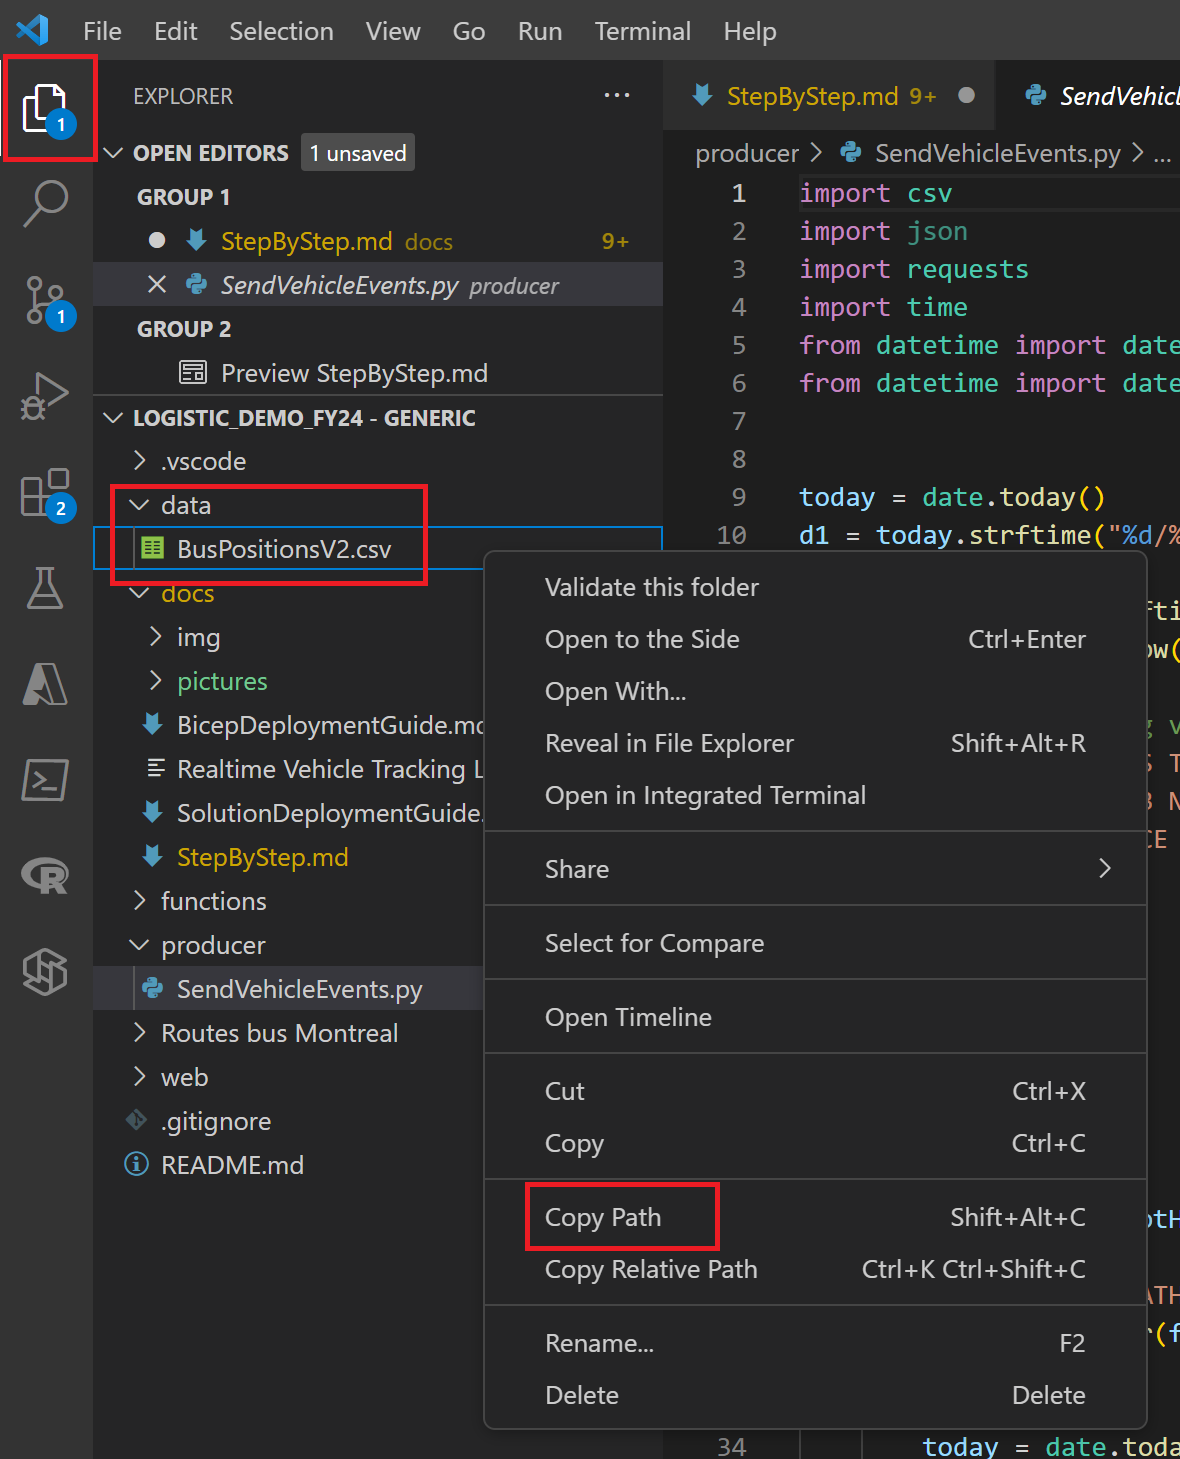 File Edit Selection View Go Run Terminal Help
EXPLORER ...
1
OPEN EDITORS 1 unsaved
GROUP 1
StepByStep.md docs 9+
SendVehicleEvents.py producer
GROUP 2
Preview StepByStep.md
LOGISTIC_DEMO_FY24 - GENERIC
.vscode
data
BusPositionsV2.csv
docs
img
pictures
BicepDeploymentGuide.md
Realtime Vehicle Tracking L
SolutionDeploymentGuide.
StepByStep.md
functions
producer
SendVehicleEvents.py
Routes bus Montreal
web
.gitignore
README.md
1
2
StepByStep.md 9+
SendVehicl
producer > SendVehicleEvents.py > ...
1 import csv
2 import json
3 import requests
4 import time
5 from datetime import date
6 from datetime import date
7
8
9 today = date.today()
10 d1 = today.strftime("%d/%
fti
ow(
g v
S T
B N
CE
otH
ATH
r(f
34 today = date.toda
Validate this folder
Open to the Side Ctrl+Enter
Open With...
Reveal in File Explorer Shift+Alt+R
Open in Integrated Terminal
Share
Select for Compare
Open Timeline
Cut Ctrl+X
Copy Ctrl+C
Copy Path Shift+Alt+C
Copy Relative Path Ctrl+K Ctrl+Shift+C
Rename... F2
Delete Delete